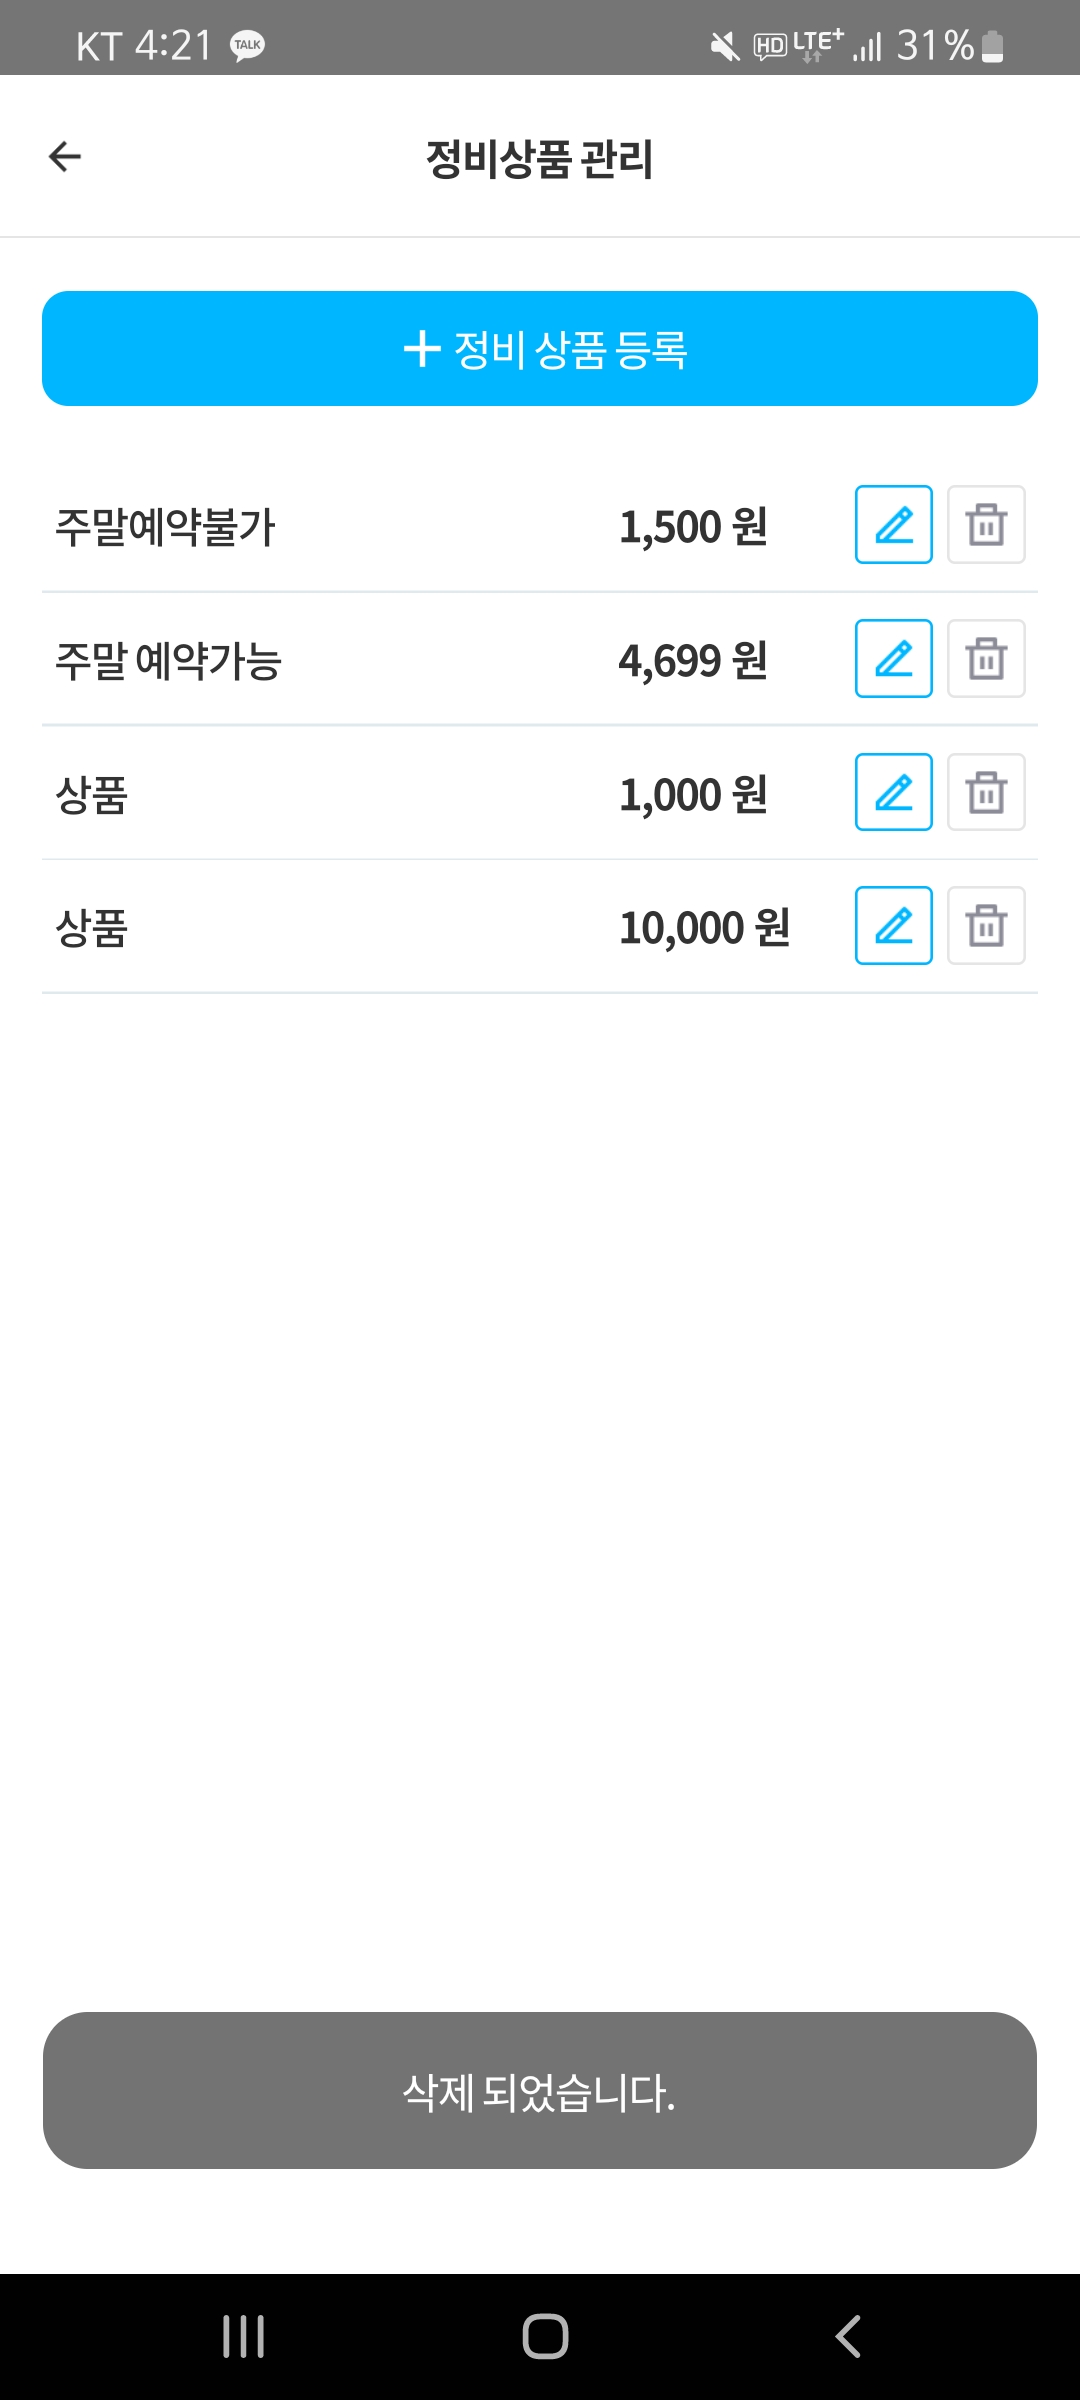 KT 4:21 TALK HD LTE+ 31%
정비상품 관리
+ 정비 상품 등록
주말예약불가 1,500 원
주말 예약가능 4,699 원
상품 1,000 원
상품 10,000 원
삭제 되었습니다.